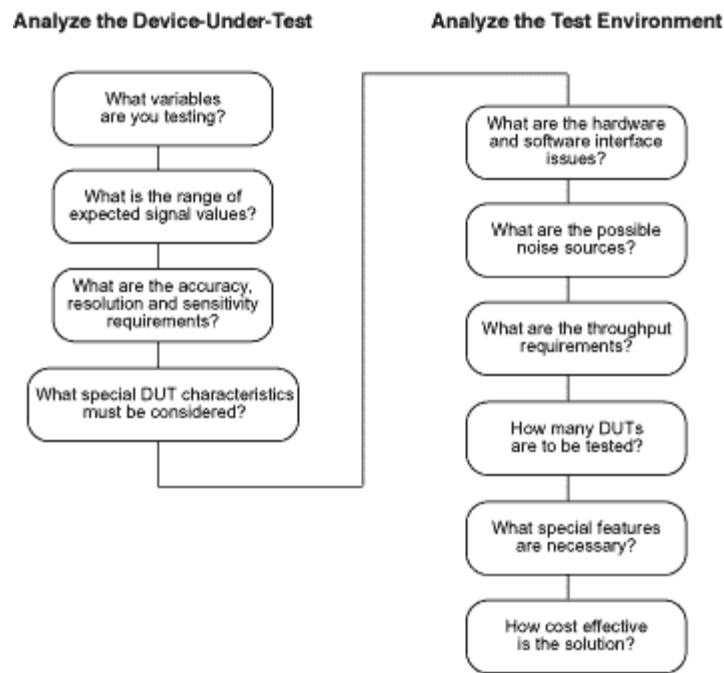 Analyze the Device-Under-Test
What variables
are you testing?
What is the range of
expected signal values?
What are the accuracy,
resolution and sensitivity
requirements?
What special DUT characteristics
must be considered?
Analyze the Test Environment
What are the hardware
and software interface
issues?
What are the possible
noise sources?
What are the throughput
requirements?
How many DUTs
are to be tested?
What special features
are necessary?
How cost effective
is the solution?